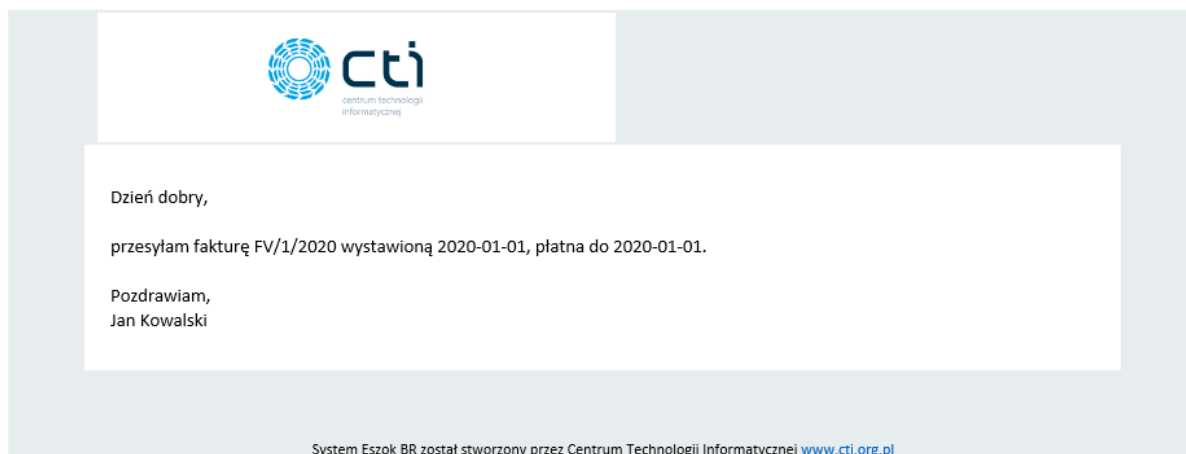 cti
centrum technologii
informatycznej
Dzień dobry,
przesyłam fakturę FV/1/2020 wystawioną 2020-01-01, płatna do 2020-01-01.
Pozdrawiam,
Jan Kowalski
System Eszok BR został stworzony przez Centrum Technologii Informatycznej www.cti.org.pl